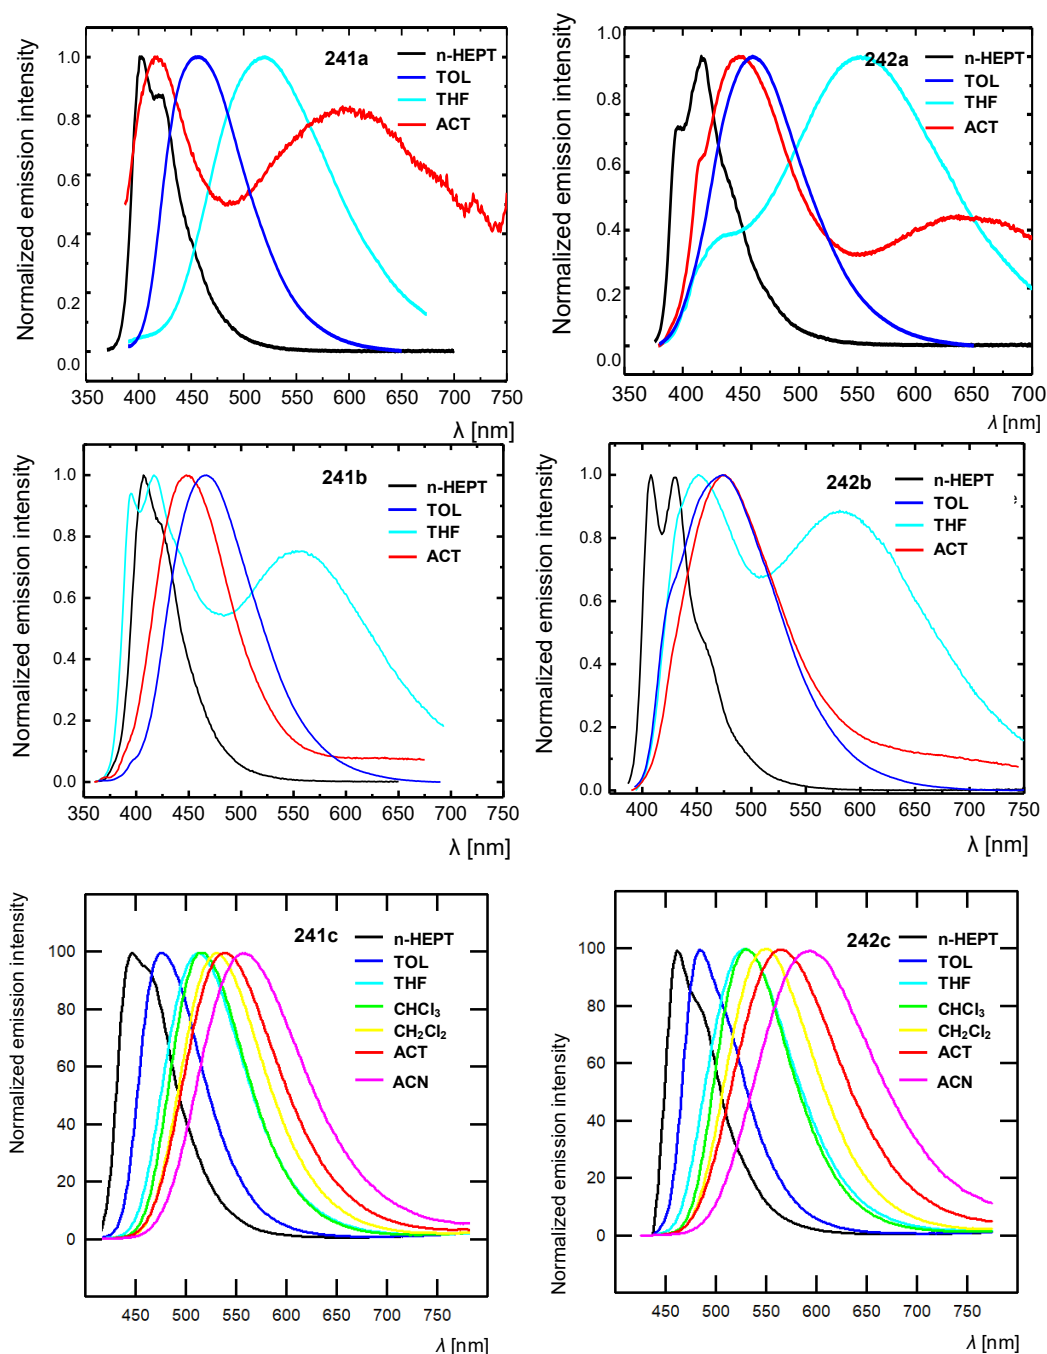 241a
n-HEPT
TOL
THF
ACT
Normalized emission intensity
1.0
0.8
0.6
0.4
0.2
0.0
350 400 450 500 550 600 650 700 750
λ [nm]
242a
n-HEPT
TOL
THF
ACT
Normalized emission intensity
1.0
0.8
0.6
0.4
0.2
0.0
350 400 450 500 550 600 650 700
λ [nm]
241b
n-HEPT
TOL
THF
ACT
Normalized emission intensity
1.0
0.8
0.6
0.4
0.2
0.0
350 400 450 500 550 600 650 700 750
λ [nm]
242b
n-HEPT
TOL
THF
ACT
Normalized emission intensity
1.0
0.8
0.6
0.4
0.2
0.0
400 450 500 550 600 650 700 750
λ [nm]
241c
n-HEPT
TOL
THF
CHCl₃
CH₂Cl₂
ACT
ACN
Normalized emission intensity
100
80
60
40
20
0
450 500 550 600 650 700 750
λ [nm]
242c
n-HEPT
TOL
THF
CHCl₃
CH₂Cl₂
ACT
ACN
Normalized emission intensity
100
80
60
40
20
0
450 500 550 600 650 700 750
λ [nm]